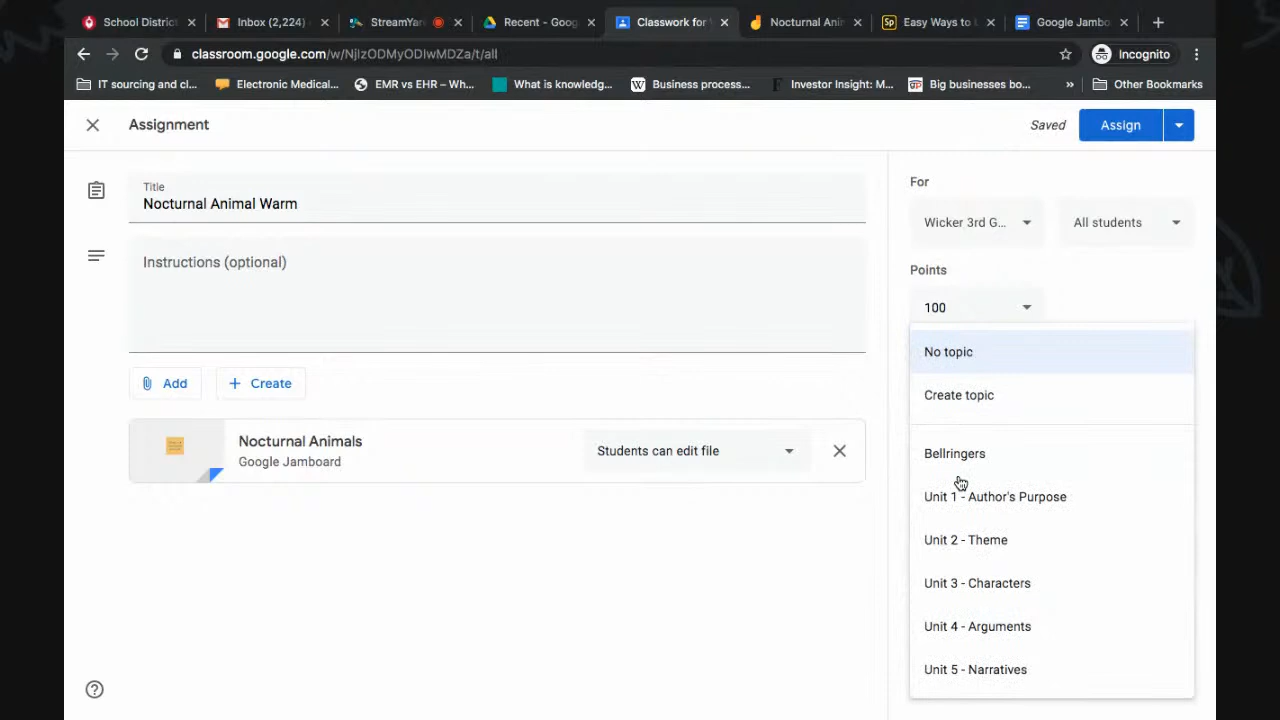 School District
Inbox (2,224)
StreamYar
Recent - Goog
Classwork for
Nocturnal Ani
Easy Ways to
Google Jambo
classroom.google.com/w/NjIzODMyODIwMDZa/t/all
Incognito
IT sourcing and cl...
Electronic Medical...
EMR vs EHR – Wh...
What is knowledg...
Business process...
Investor Insight: M...
Big businesses bo...
»
Other Bookmarks
Assignment
Saved
Assign
Title
Nocturnal Animal Warm
Instructions (optional)
Add
Create
Nocturnal Animals
Google Jamboard
Students can edit file
For
Wicker 3rd G...
All students
Points
100
No topic
Create topic
Bellringers
Unit 1 - Author's Purpose
Unit 2 - Theme
Unit 3 - Characters
Unit 4 - Arguments
Unit 5 - Narratives